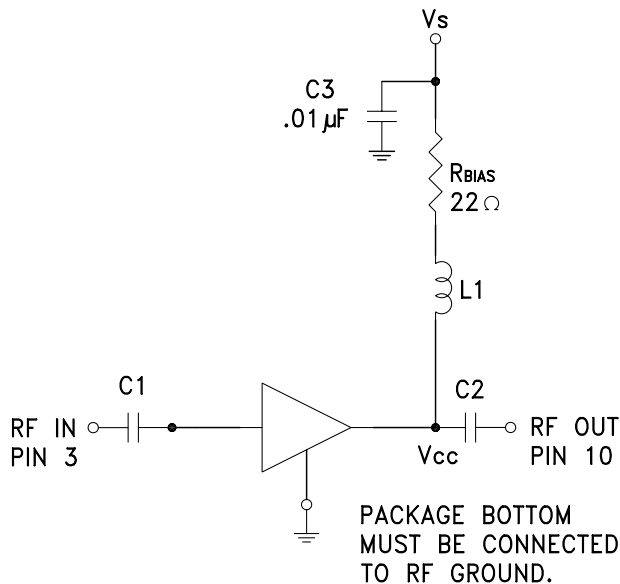 Vs
C3
.01µF
RBIAS
22Ω
L1
C1
C2
RF IN
PIN 3
Vcc
RF OUT
PIN 10
PACKAGE BOTTOM
MUST BE CONNECTED
TO RF GROUND.